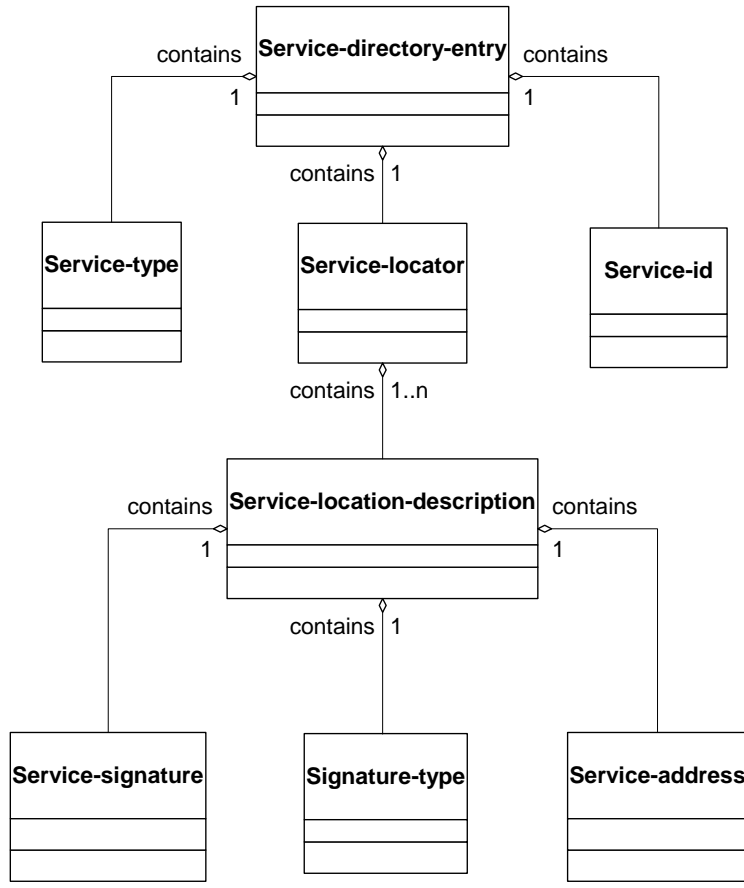 Service-directory-entry
contains
contains
1
1
contains 1
Service-type
Service-locator
Service-id
contains 1..n
Service-location-description
contains
contains
1
1
contains 1
Service-signature
Signature-type
Service-address